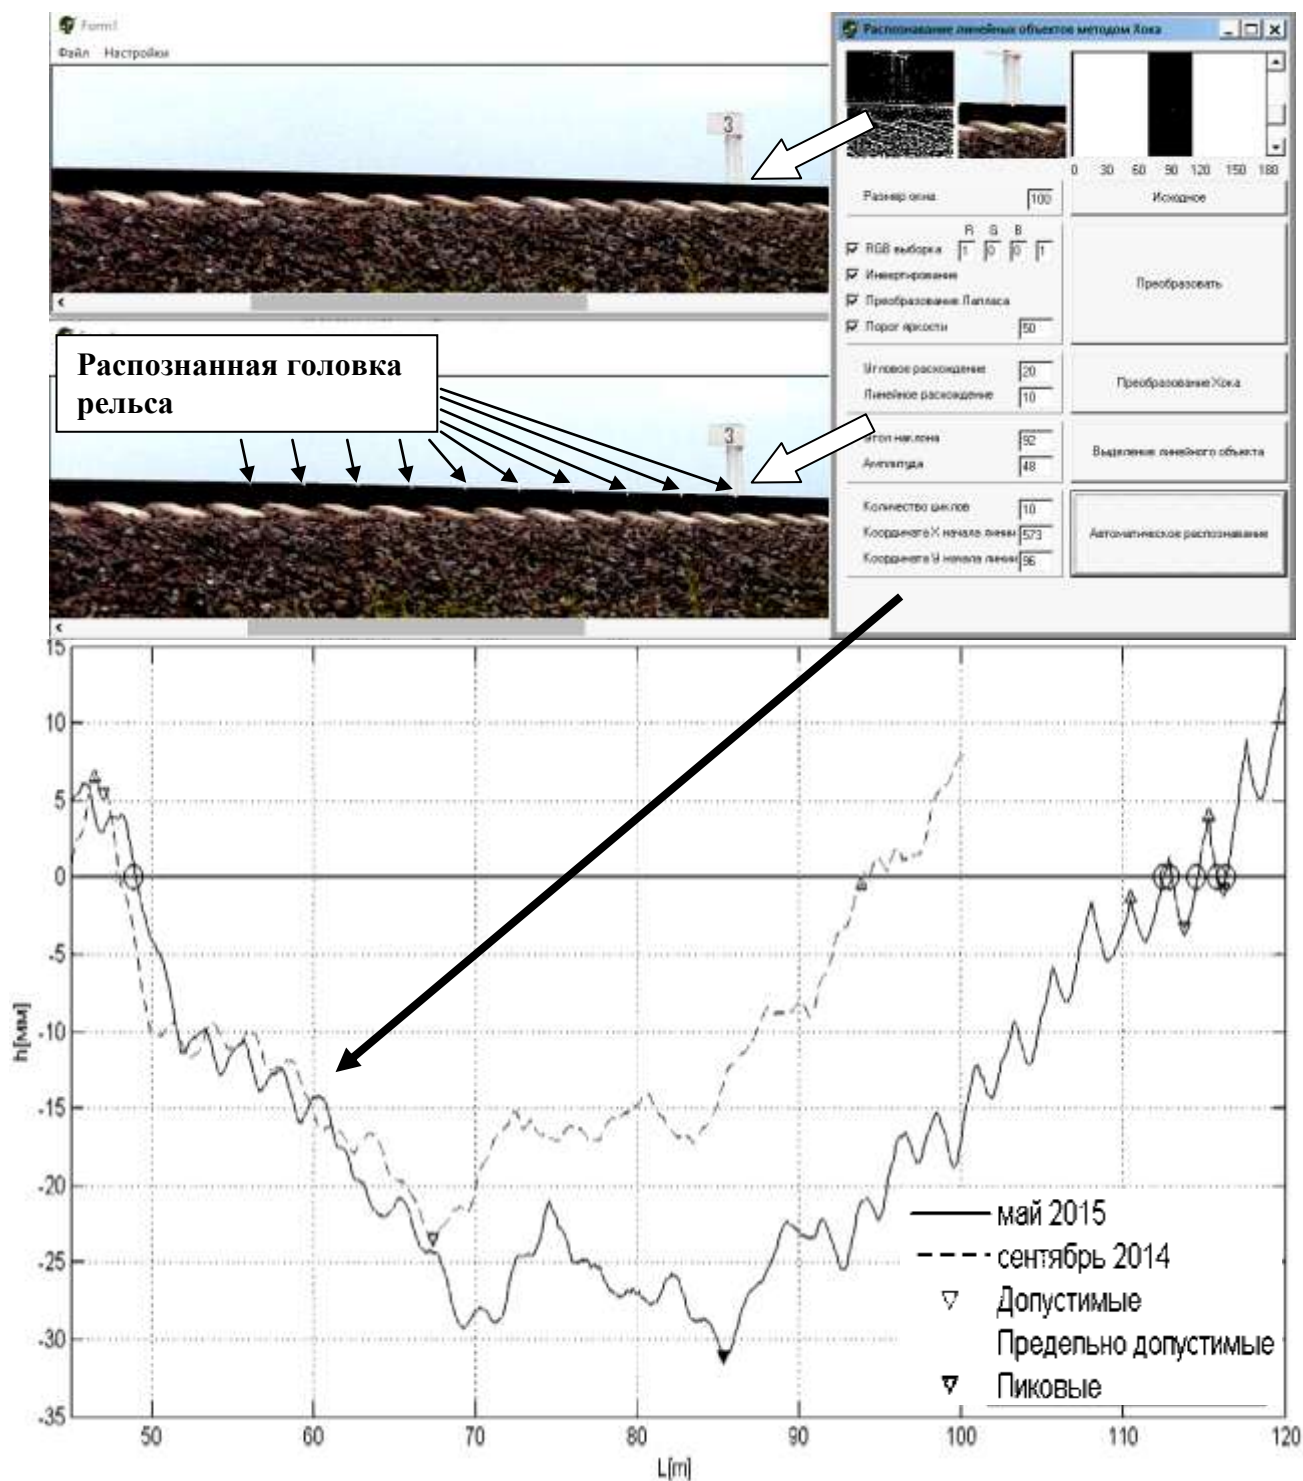 Form1
Файл Настройки
3
Распознанная головка
рельса
3
Распознавание линейных объектов методом Хока
0 30 60 90 120 150 180
Размер окна 100
Исходное
R G B
RGB выборка 1 0 0 1
Инвертирование
Преобразование Лапласа
Порог яркости 50
Преобразовать
Угловое расхождение 20
Линейное расхождение 10
Преобразование Хока
Угол наклона 92
Амплитуда 48
Выделение линейного объекта
Количество циклов 10
Координата X начала линии 573
Координата Y начала линии 96
Автоматическое распознавание
15
10
5
0
-5
-10
-15
-20
-25
-30
-35
h[мм]
50 60 70 80 90 100 110 120
L[m]
май 2015
сентябрь 2014
Допустимые
Предельно допустимые
Пиковые